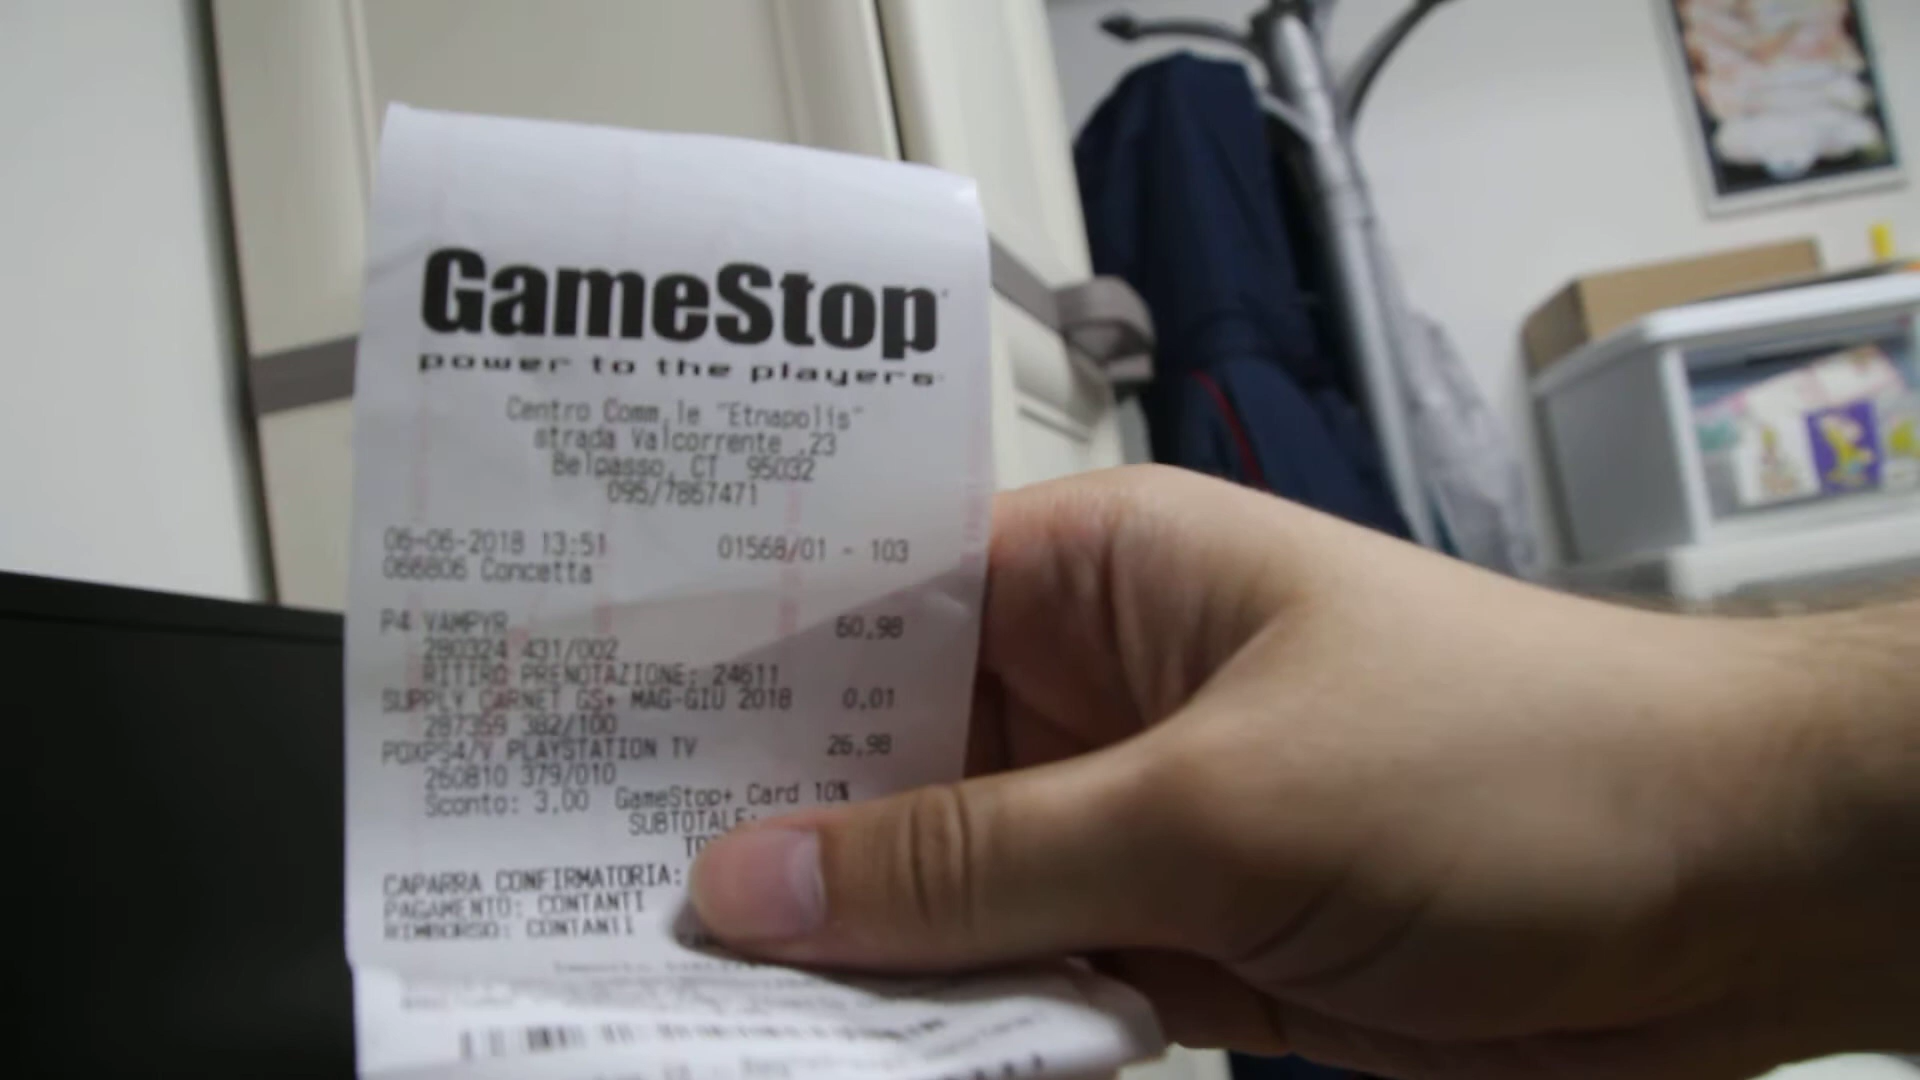 GameStop
power to the players
Centro Comm.le "Etnapolis"
strada Valcorrente ,23
Belpasso, CT 95032
095/7867471
06-06-2018 13:51 01568/01 - 103
066806 Concetta
P4 VAMPYR 60,98
280324 431/002
RITIRO PRENOTAZIONE: 24611
SUPPLY CARNET GS+ MAG-GIU 2018 0,01
287359 382/100
POXPS4/V PLAYSTATION TV 26,98
260810 379/010
Sconto: 3,00 GameStop+ Card 10%
SUBTOTALE:
CAPARRA CONFIRMATORIA:
PAGAMENTO: CONTANTI
RIMBORSO: CONTANTI